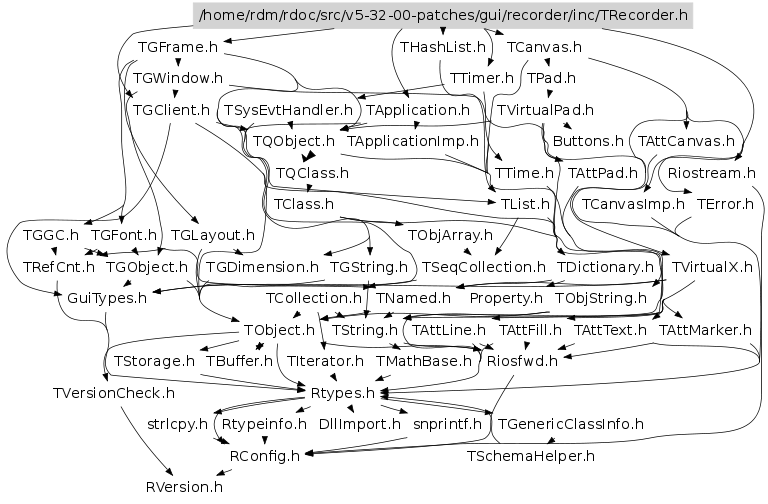 /home/rdm/rdoc/src/v5-32-00-patches/gui/recorder/inc/TRecorder.h
TGFrame.h THashList.h TCanvas.h
TGWindow.h TTimer.h TPad.h
TGClient.h TSysEvtHandler.h TApplication.h TVirtualPad.h
TQObject.h TApplicationImp.h Buttons.h TAttCanvas.h
TQClass.h TTime.h TAttPad.h Riostream.h
TClass.h TList.h TCanvasImp.h TError.h
TGGC.h TGFont.h TGLayout.h TObjArray.h
TRefCnt.h TGObject.h TGDimension.h TGString.h TSeqCollection.h TDictionary.h TVirtualX.h
GuiTypes.h TCollection.h TNamed.h Property.h TObjString.h
TObject.h TString.h TAttLine.h TAttFill.h TAttText.h TAttMarker.h
TStorage.h TBuffer.h TIterator.h TMathBase.h Riosfwd.h
TVersionCheck.h Rtypes.h
strlcpy.h Rtypeinfo.h DllImport.h snprintf.h TGenericClassInfo.h
RConfig.h TSchemaHelper.h
RVersion.h